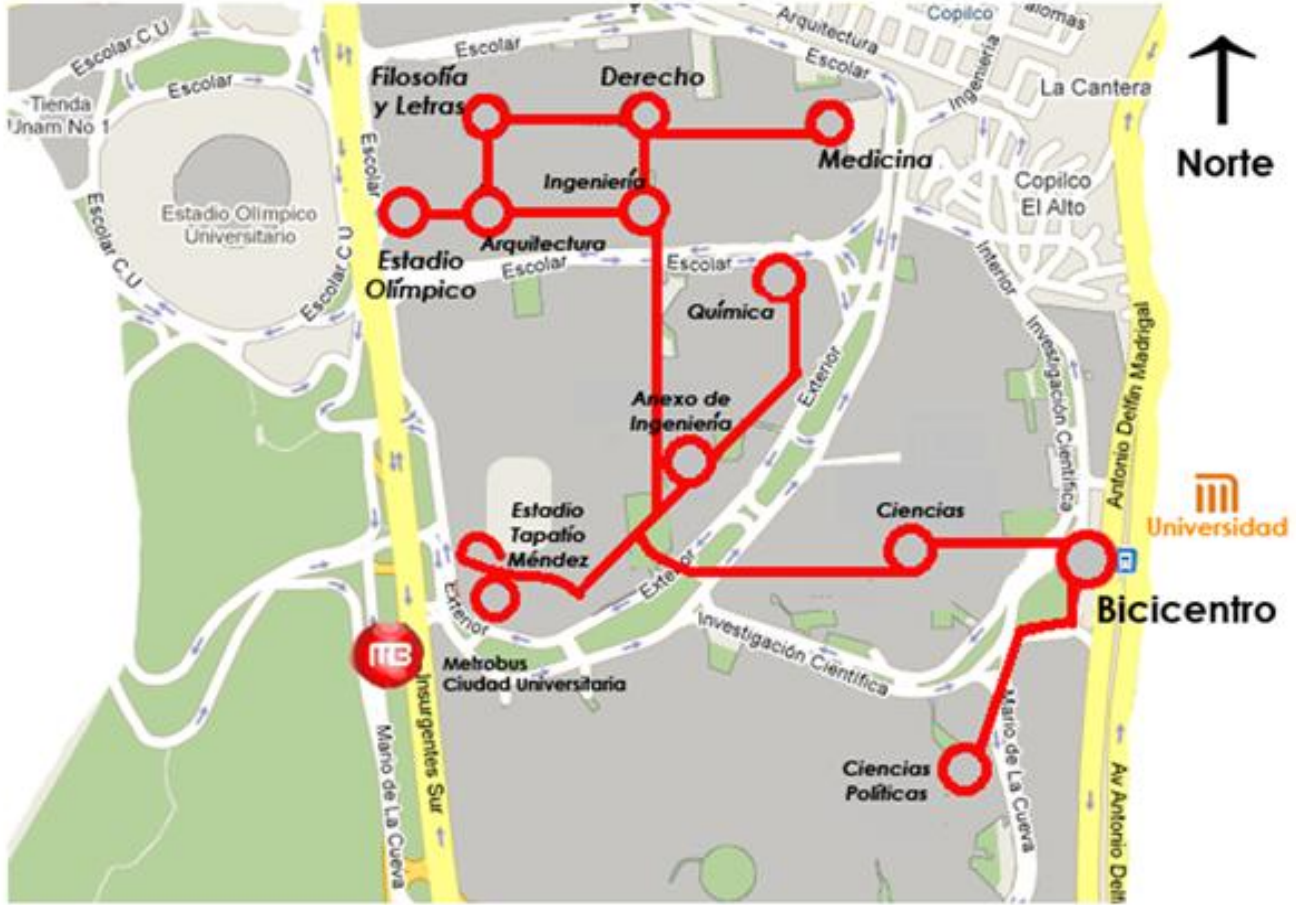 Escolar C U
Escolar
Tienda
Unam No 1
Estadio Olímpico
Universitario
Escolar C.U
Escolar C U
Escolar
Escolar
Filosofía
y Letras
Derecho
Arquitectura
Escolar
Copilco
alomas
Ingeniería
La Cantera
Norte
Medicina
Ingeniería
Copilco
El Alto
Arquitectura
Estadio
Olímpico
Escolar
Escolar
Química
Interior
Investigación Científica
Antonio Delfín Madrigal
Exterior
Anexo de
Ingeniería
Universidad
Estadio
Tapatío
Méndez
Ciencias
Exterior
Exterior
Bicicentro
Investigación Científica
MB
Metrobus
Ciudad Universitaria
Insurgentes Sur
Mario de La Cueva
Mario de La Cueva
Ciencias
Políticas
Av Antonio Delfí